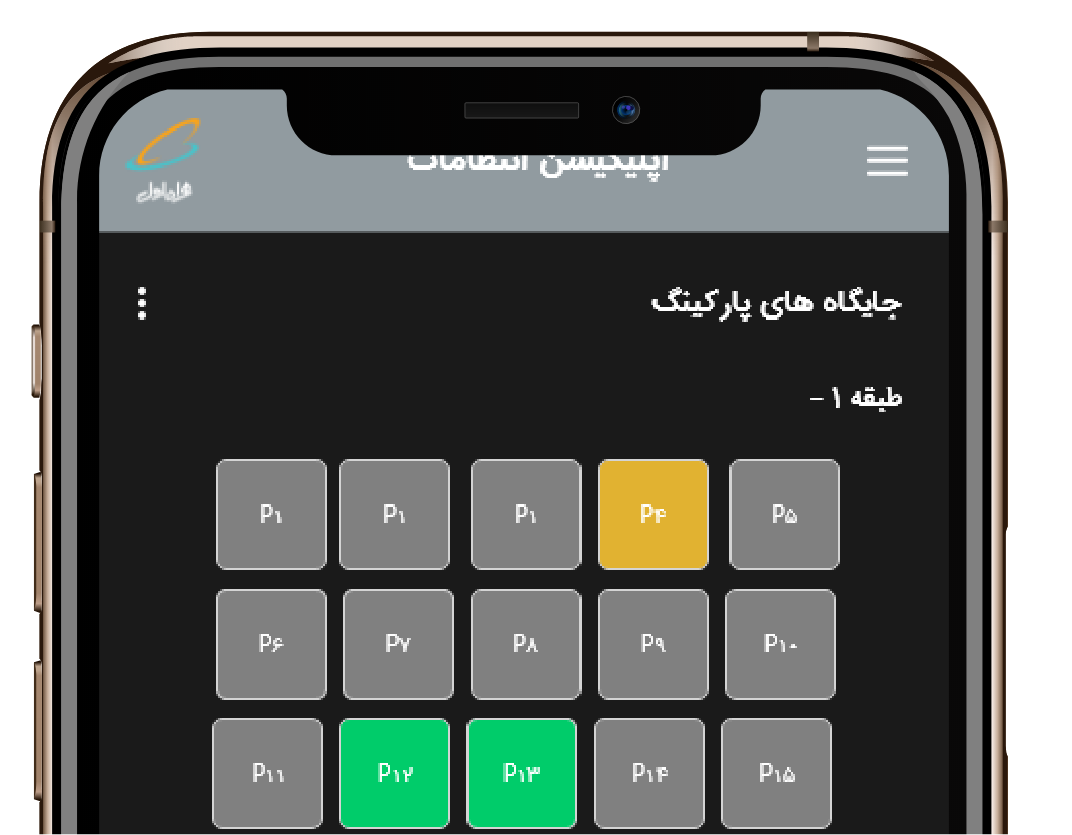 اپلیکیشن انتظامات
همراه اول
جایگاه های پارکینگ
طبقه ۱ –
P۱ P۱ P۱ P۴ P۵
P۶ P۷ P۸ P۹ P۱۰
P۱۱ P۱۲ P۱۳ P۱۴ P۱۵